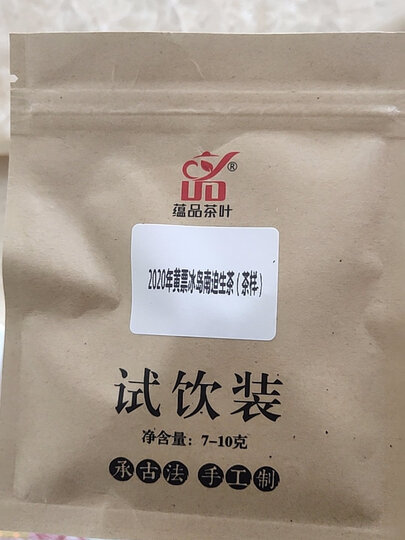 ®
蕴品茶叶
2020年黄票冰岛南迫生茶（茶样）
试饮装
净含量：7-10克
承古法 手工制